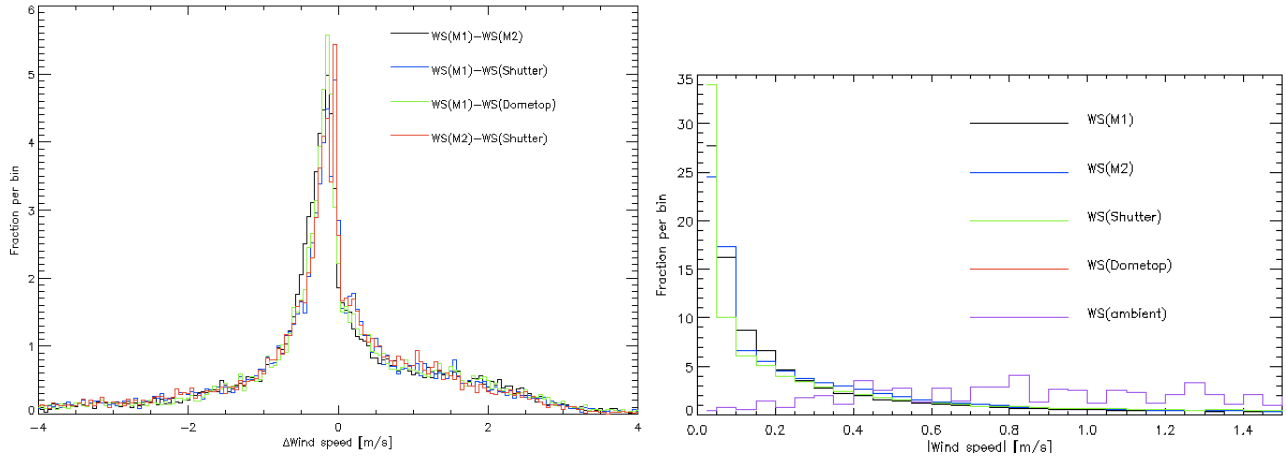 6
5
4
3
2
1
0
Fraction per bin
WS(M1)−WS(M2)
WS(M1)−WS(Shutter)
WS(M1)−WS(Dometop)
WS(M2)−WS(Shutter)
−4
−2
0
2
4
ΔWind speed [m/s]
35
30
25
20
15
10
5
0
Fraction per bin
WS(M1)
WS(M2)
WS(Shutter)
WS(Dometop)
WS(ambient)
0.0
0.2
0.4
0.6
0.8
1.0
1.2
1.4
|Wind speed| [m/s]